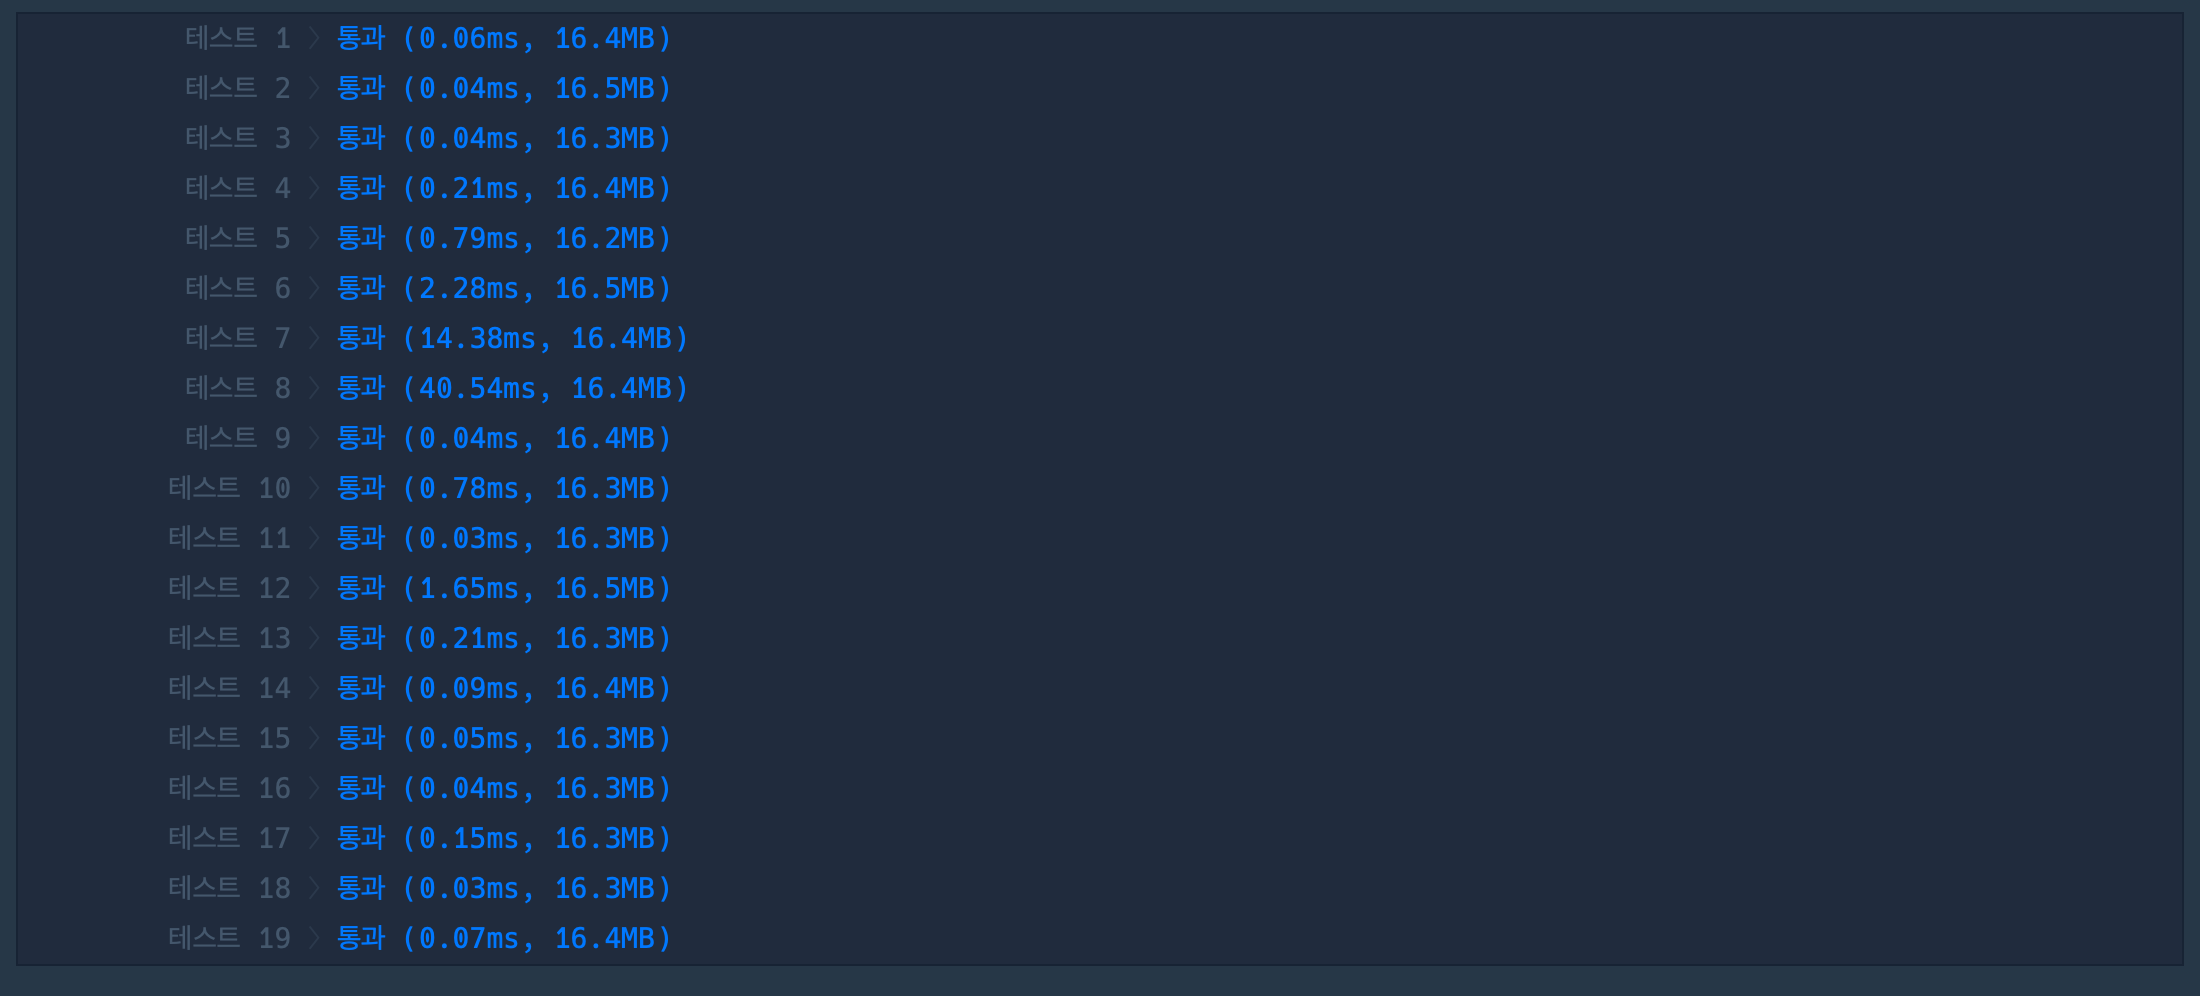 테스트 1 〉 통과 (0.06ms, 16.4MB)
테스트 2 〉 통과 (0.04ms, 16.5MB)
테스트 3 〉 통과 (0.04ms, 16.3MB)
테스트 4 〉 통과 (0.21ms, 16.4MB)
테스트 5 〉 통과 (0.79ms, 16.2MB)
테스트 6 〉 통과 (2.28ms, 16.5MB)
테스트 7 〉 통과 (14.38ms, 16.4MB)
테스트 8 〉 통과 (40.54ms, 16.4MB)
테스트 9 〉 통과 (0.04ms, 16.4MB)
테스트 10 〉 통과 (0.78ms, 16.3MB)
테스트 11 〉 통과 (0.03ms, 16.3MB)
테스트 12 〉 통과 (1.65ms, 16.5MB)
테스트 13 〉 통과 (0.21ms, 16.3MB)
테스트 14 〉 통과 (0.09ms, 16.4MB)
테스트 15 〉 통과 (0.05ms, 16.3MB)
테스트 16 〉 통과 (0.04ms, 16.3MB)
테스트 17 〉 통과 (0.15ms, 16.3MB)
테스트 18 〉 통과 (0.03ms, 16.3MB)
테스트 19 〉 통과 (0.07ms, 16.4MB)